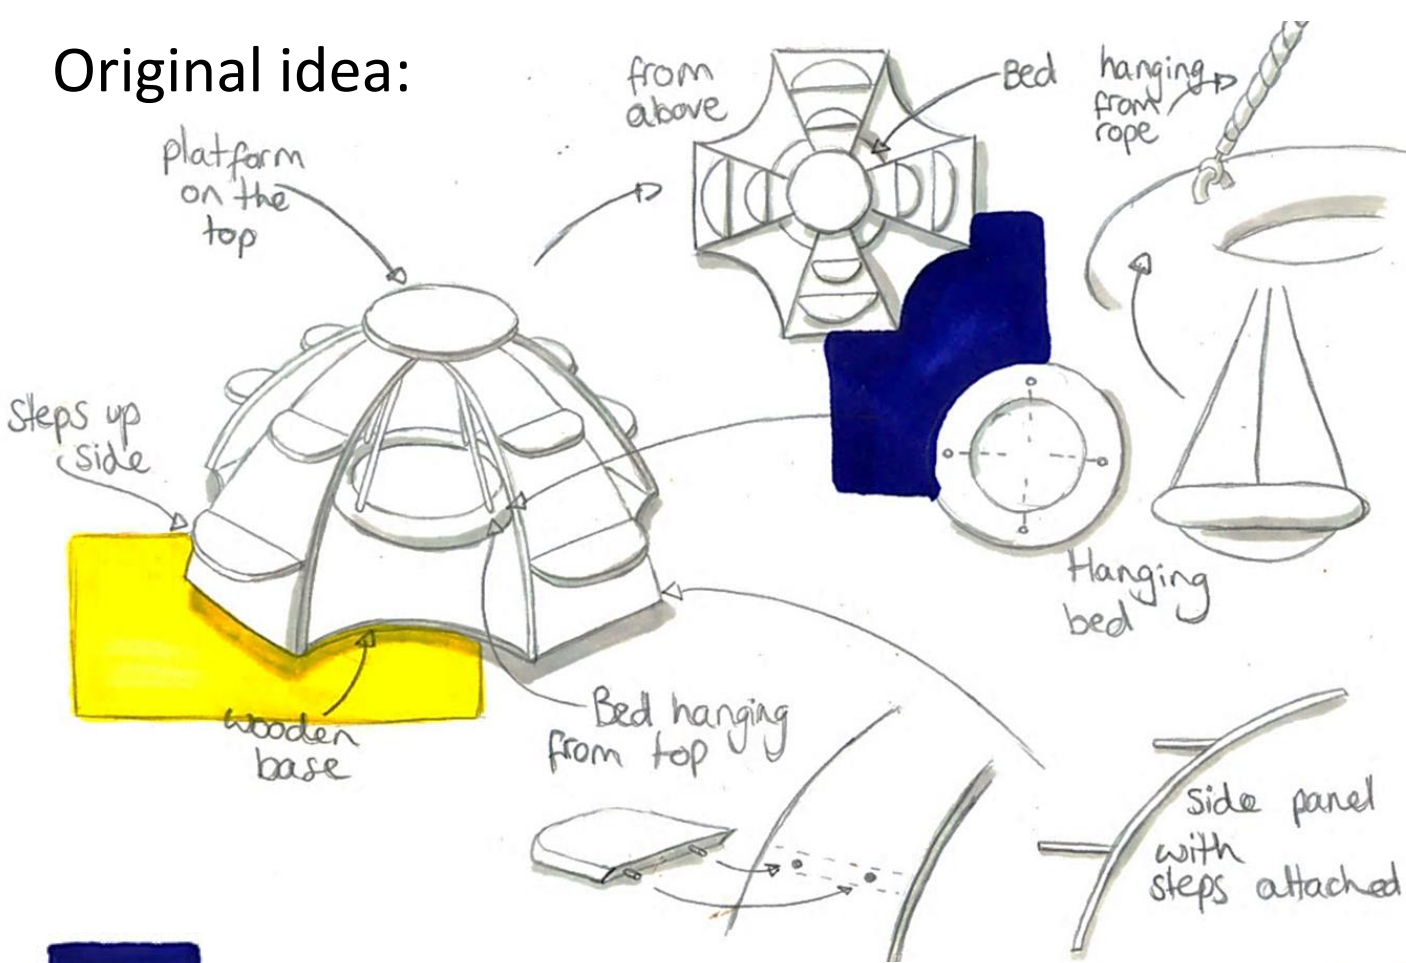 Original idea:
from
above
Bed
hanging
from
rope
platform
on the
top
steps up
side
Hanging
bed
wooden
base
Bed hanging
from top
side panel
with
steps attached